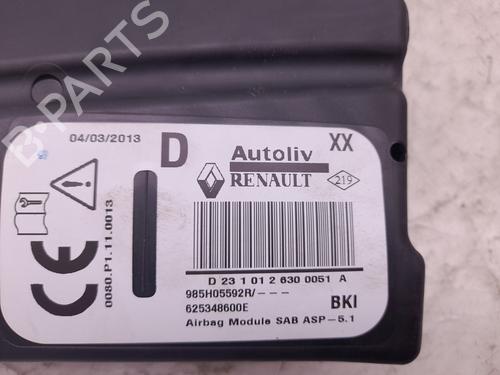 B-PARTS
04/03/2013
D
Autoliv
XX
RENAULT
219
0080.P1.11.0013
CE
D 23 1 01 2 630 0051 A
985H05592R/---
625348600E
BKI
Airbag Module SAB ASP-5.1